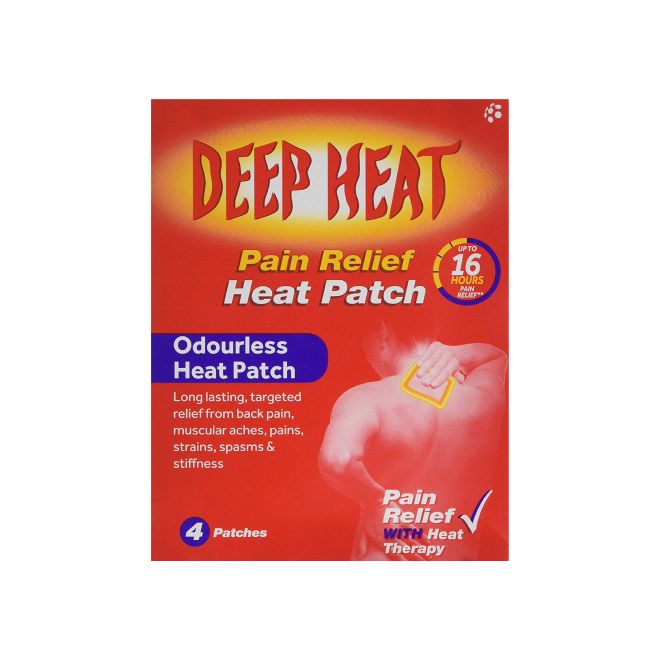 DEEP HEAT
Pain Relief
Heat Patch
UP TO
16
HOURS
PAIN
RELIEF**
Odourless
Heat Patch
Long lasting, targeted
relief from back pain,
muscular aches, pains,
strains, spasms &
stiffness
4 Patches
Pain
Relief
WITH Heat
Therapy